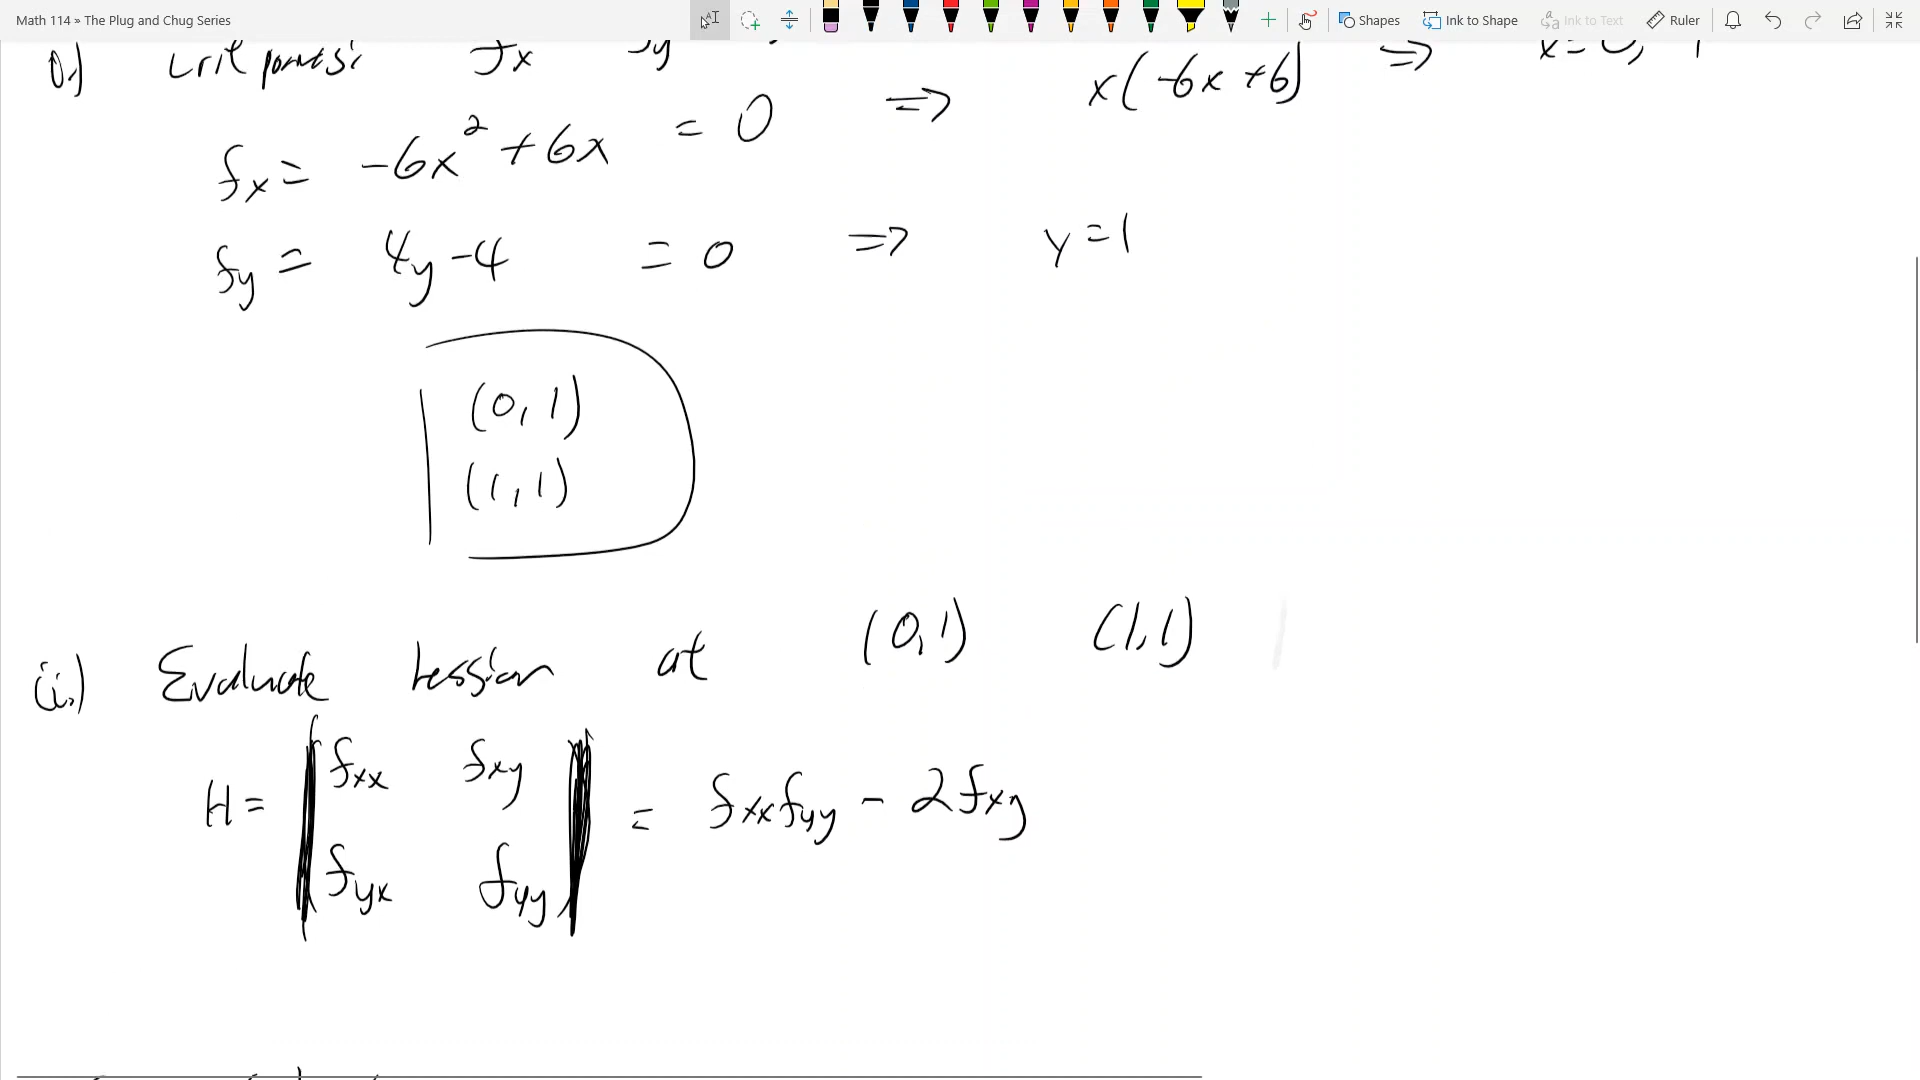 Math 114 » The Plug and Chug Series
Shapes Ink to Shape Ink to Text Ruler
crit points: fx fy
x(-6x+6) ⇒
fx = -6x² + 6x = 0 ⇒
fy = 4y-4 = 0 ⇒ y=1
(0, 1)
(1, 1)
ii.) Evaluate hessian at (0,1) (1,1)
H = | fxx fxy | = fxxfyy - 2fxy
| fyx fyy |